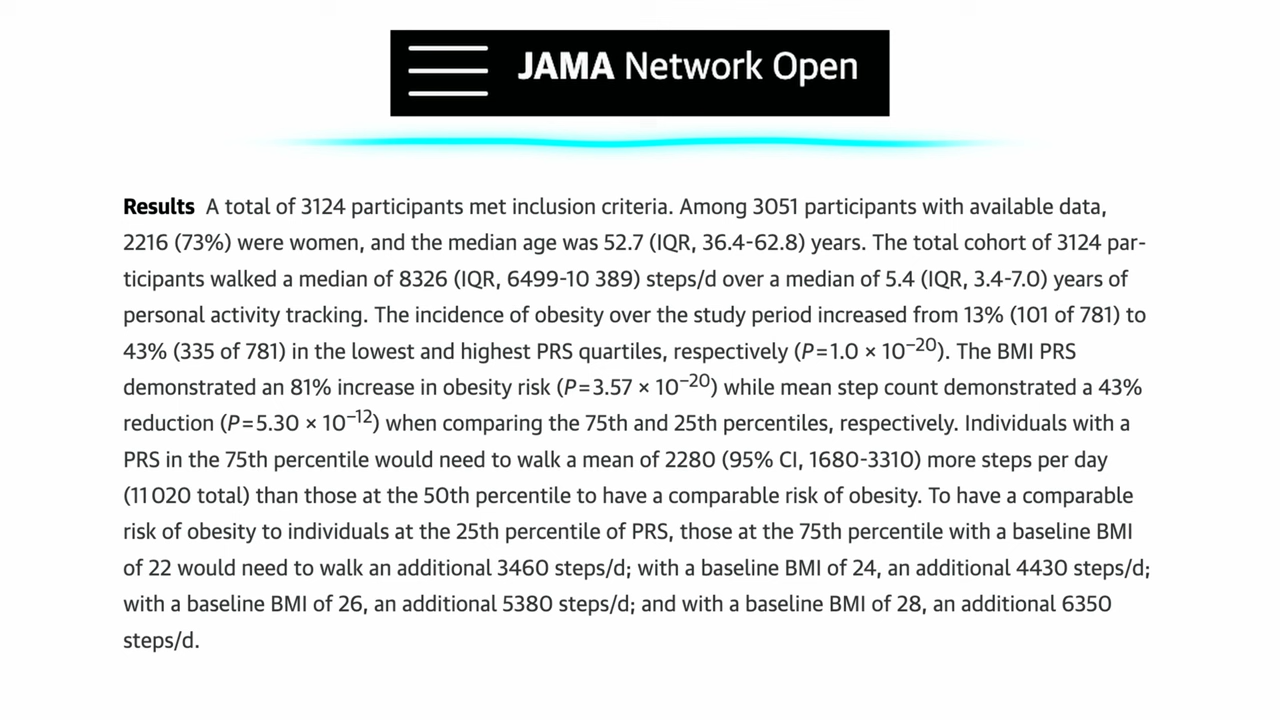 JAMA Network Open
Results A total of 3124 participants met inclusion criteria. Among 3051 participants with available data,
2216 (73%) were women, and the median age was 52.7 (IQR, 36.4-62.8) years. The total cohort of 3124 par-
ticipants walked a median of 8326 (IQR, 6499-10 389) steps/d over a median of 5.4 (IQR, 3.4-7.0) years of
personal activity tracking. The incidence of obesity over the study period increased from 13% (101 of 781) to
43% (335 of 781) in the lowest and highest PRS quartiles, respectively (P=1.0 × 10⁻²⁰). The BMI PRS
demonstrated an 81% increase in obesity risk (P=3.57 × 10⁻²⁰) while mean step count demonstrated a 43%
reduction (P=5.30 × 10⁻¹²) when comparing the 75th and 25th percentiles, respectively. Individuals with a
PRS in the 75th percentile would need to walk a mean of 2280 (95% CI, 1680-3310) more steps per day
(11 020 total) than those at the 50th percentile to have a comparable risk of obesity. To have a comparable
risk of obesity to individuals at the 25th percentile of PRS, those at the 75th percentile with a baseline BMI
of 22 would need to walk an additional 3460 steps/d; with a baseline BMI of 24, an additional 4430 steps/d;
with a baseline BMI of 26, an additional 5380 steps/d; and with a baseline BMI of 28, an additional 6350
steps/d.